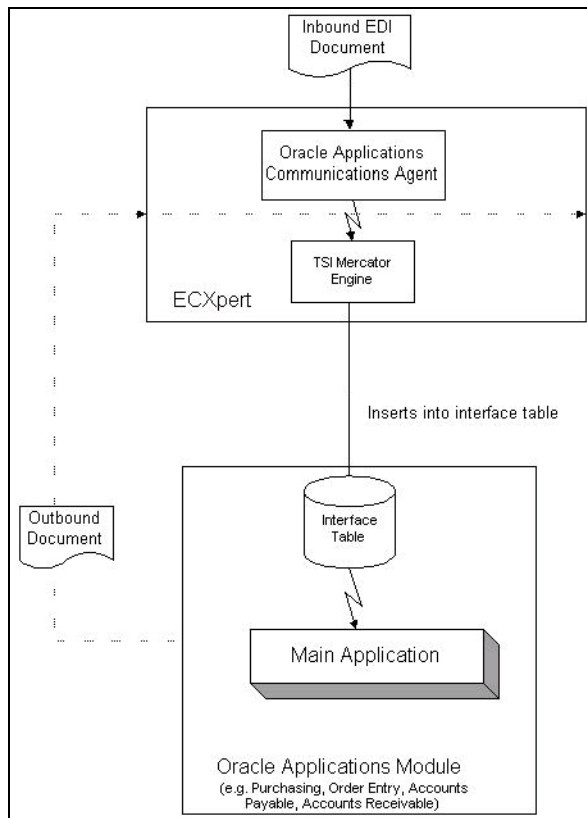 Inbound EDI
Document
Oracle Applications
Communications Agent
TSI Mercator
Engine
ECXpert
Inserts into interface table
Outbound
Document
Interface
Table
Main Application
Oracle Applications Module
(e.g. Purchasing, Order Entry, Accounts
Payable, Accounts Receivable)